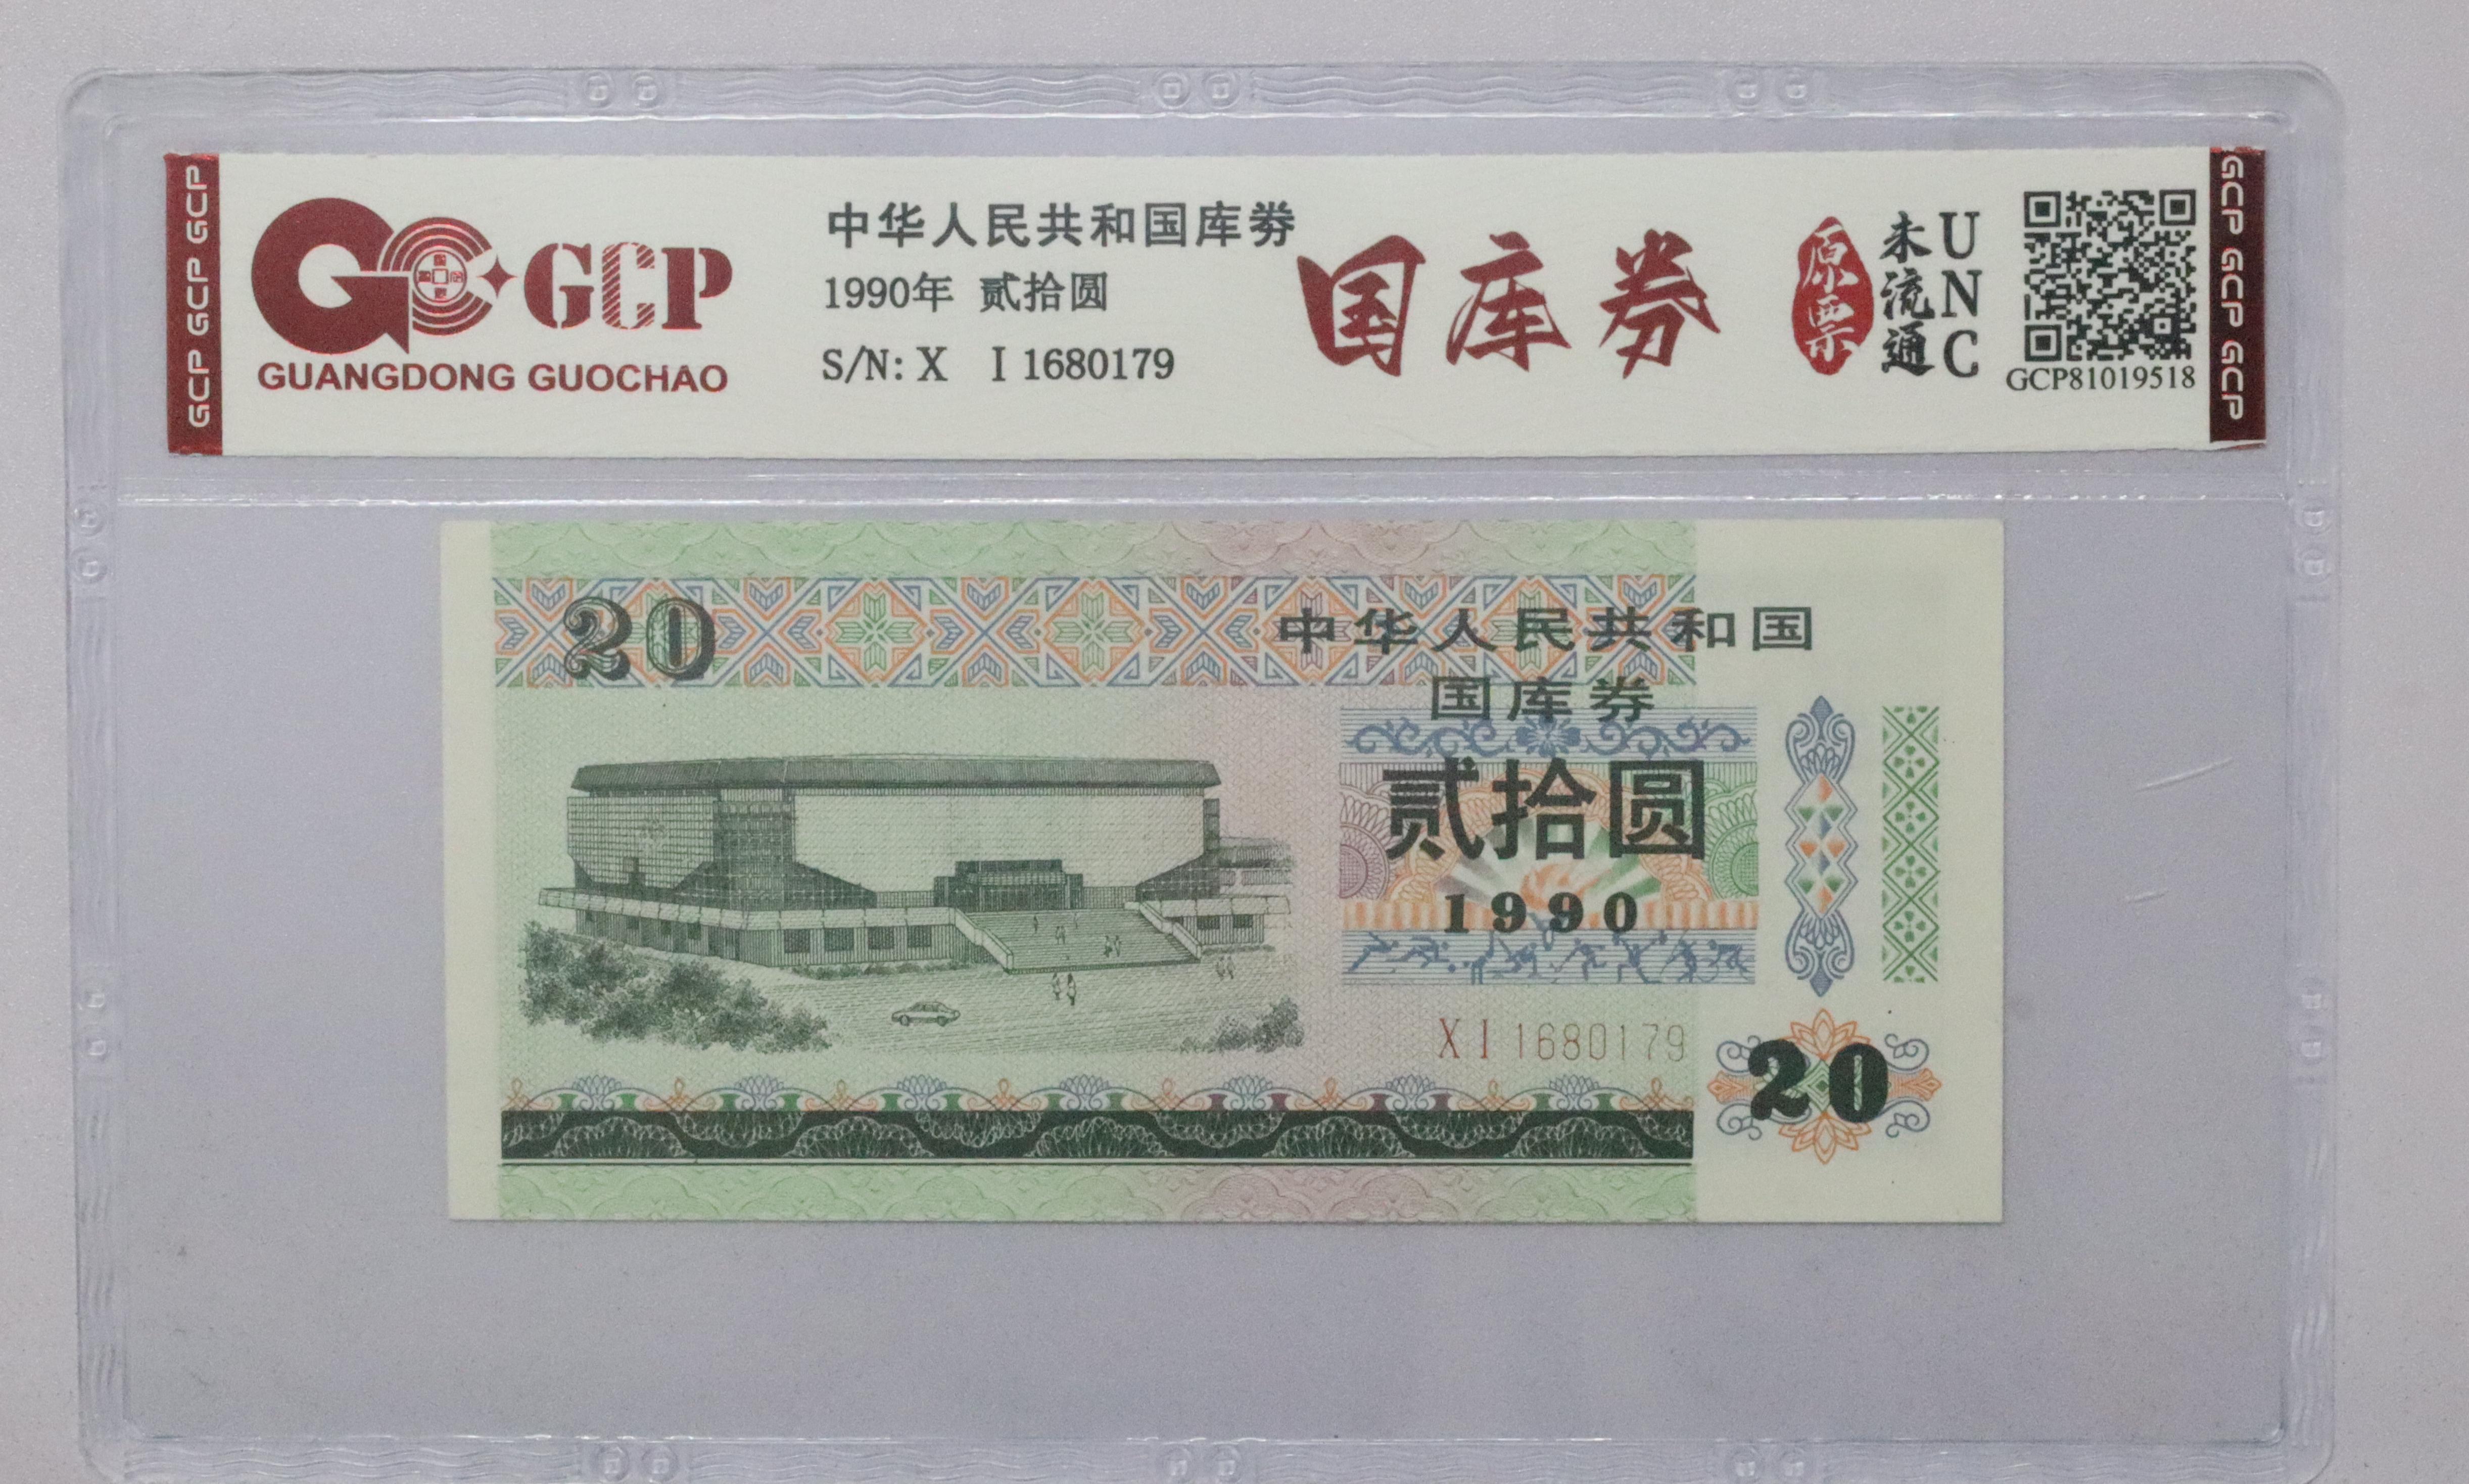 GCP GCP GCP
GCP
GUANGDONG GUOCHAO
中华人民共和国库券
1990年 贰拾圆
S/N: X I 1680179
国库券
原票
未流通
UNC
GCP81019518
GCP GCP GCP
20
中华人民共和国
国库券
贰拾圆
1990
X I 1680179
20